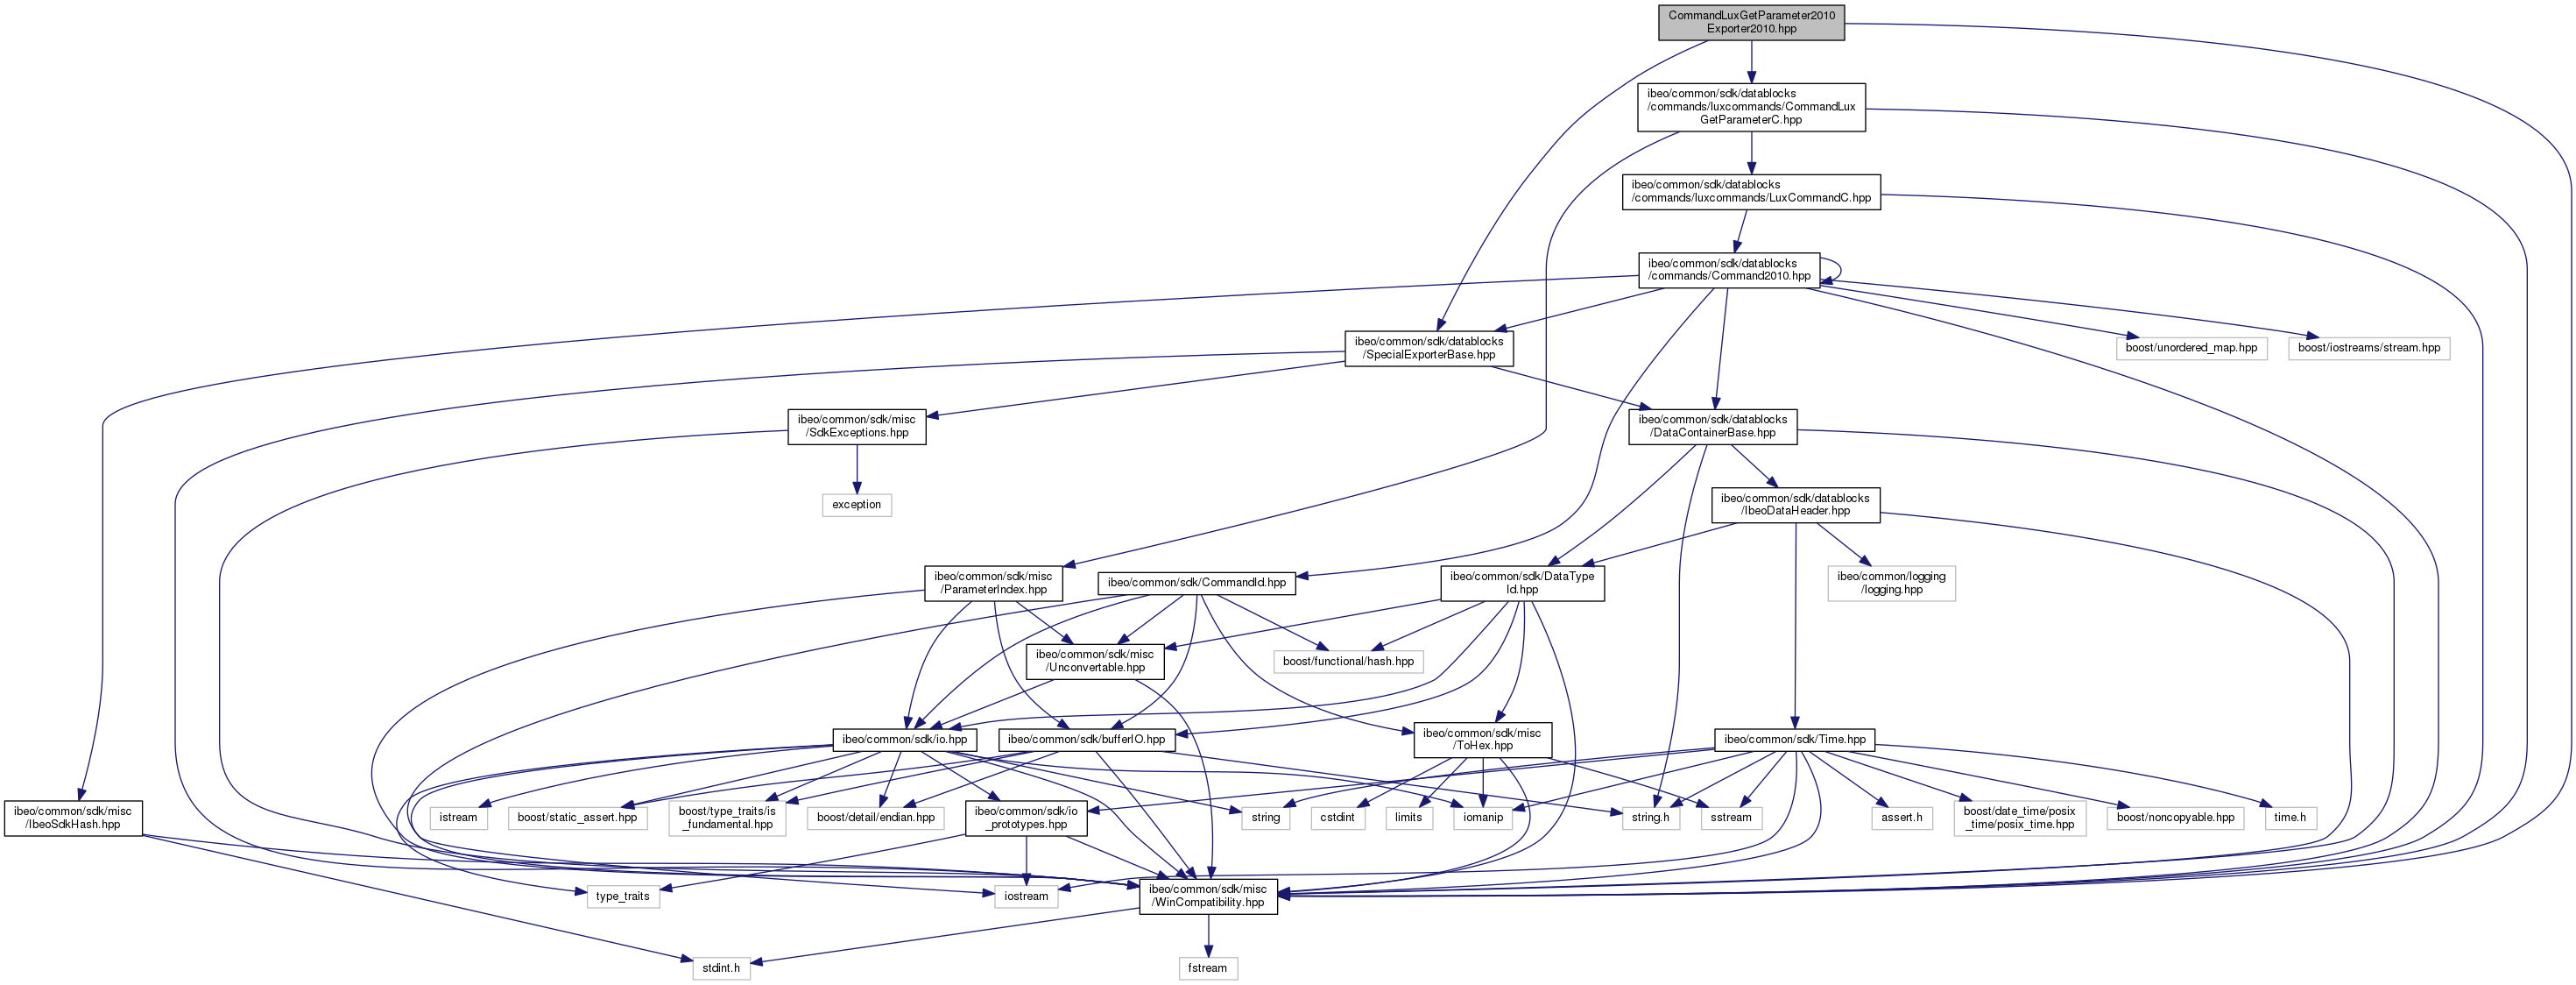 CommandLuxGetParameter2010
Exporter2010.hpp
ibeo/common/sdk/datablocks
/commands/luxcommands/CommandLux
GetParameterC.hpp
ibeo/common/sdk/datablocks
/commands/luxcommands/LuxCommandC.hpp
ibeo/common/sdk/datablocks
/commands/Command2010.hpp
ibeo/common/sdk/datablocks
/SpecialExporterBase.hpp
boost/unordered_map.hpp
boost/iostreams/stream.hpp
ibeo/common/sdk/misc
/SdkExceptions.hpp
ibeo/common/sdk/datablocks
/DataContainerBase.hpp
exception
ibeo/common/sdk/datablocks
/IbeoDataHeader.hpp
ibeo/common/sdk/misc
/ParameterIndex.hpp
ibeo/common/sdk/CommandId.hpp
ibeo/common/sdk/DataType
Id.hpp
ibeo/common/logging
/logging.hpp
ibeo/common/sdk/misc
/Unconvertable.hpp
boost/functional/hash.hpp
ibeo/common/sdk/io.hpp
ibeo/common/sdk/bufferIO.hpp
ibeo/common/sdk/misc
/ToHex.hpp
ibeo/common/sdk/Time.hpp
ibeo/common/sdk/misc
/IbeoSdkHash.hpp
istream
boost/static_assert.hpp
boost/type_traits/is
_fundamental.hpp
boost/detail/endian.hpp
ibeo/common/sdk/io
_prototypes.hpp
string
cstdint
limits
iomanip
string.h
sstream
assert.h
boost/date_time/posix
_time/posix_time.hpp
boost/noncopyable.hpp
time.h
type_traits
iostream
ibeo/common/sdk/misc
/WinCompatibility.hpp
stdint.h
fstream